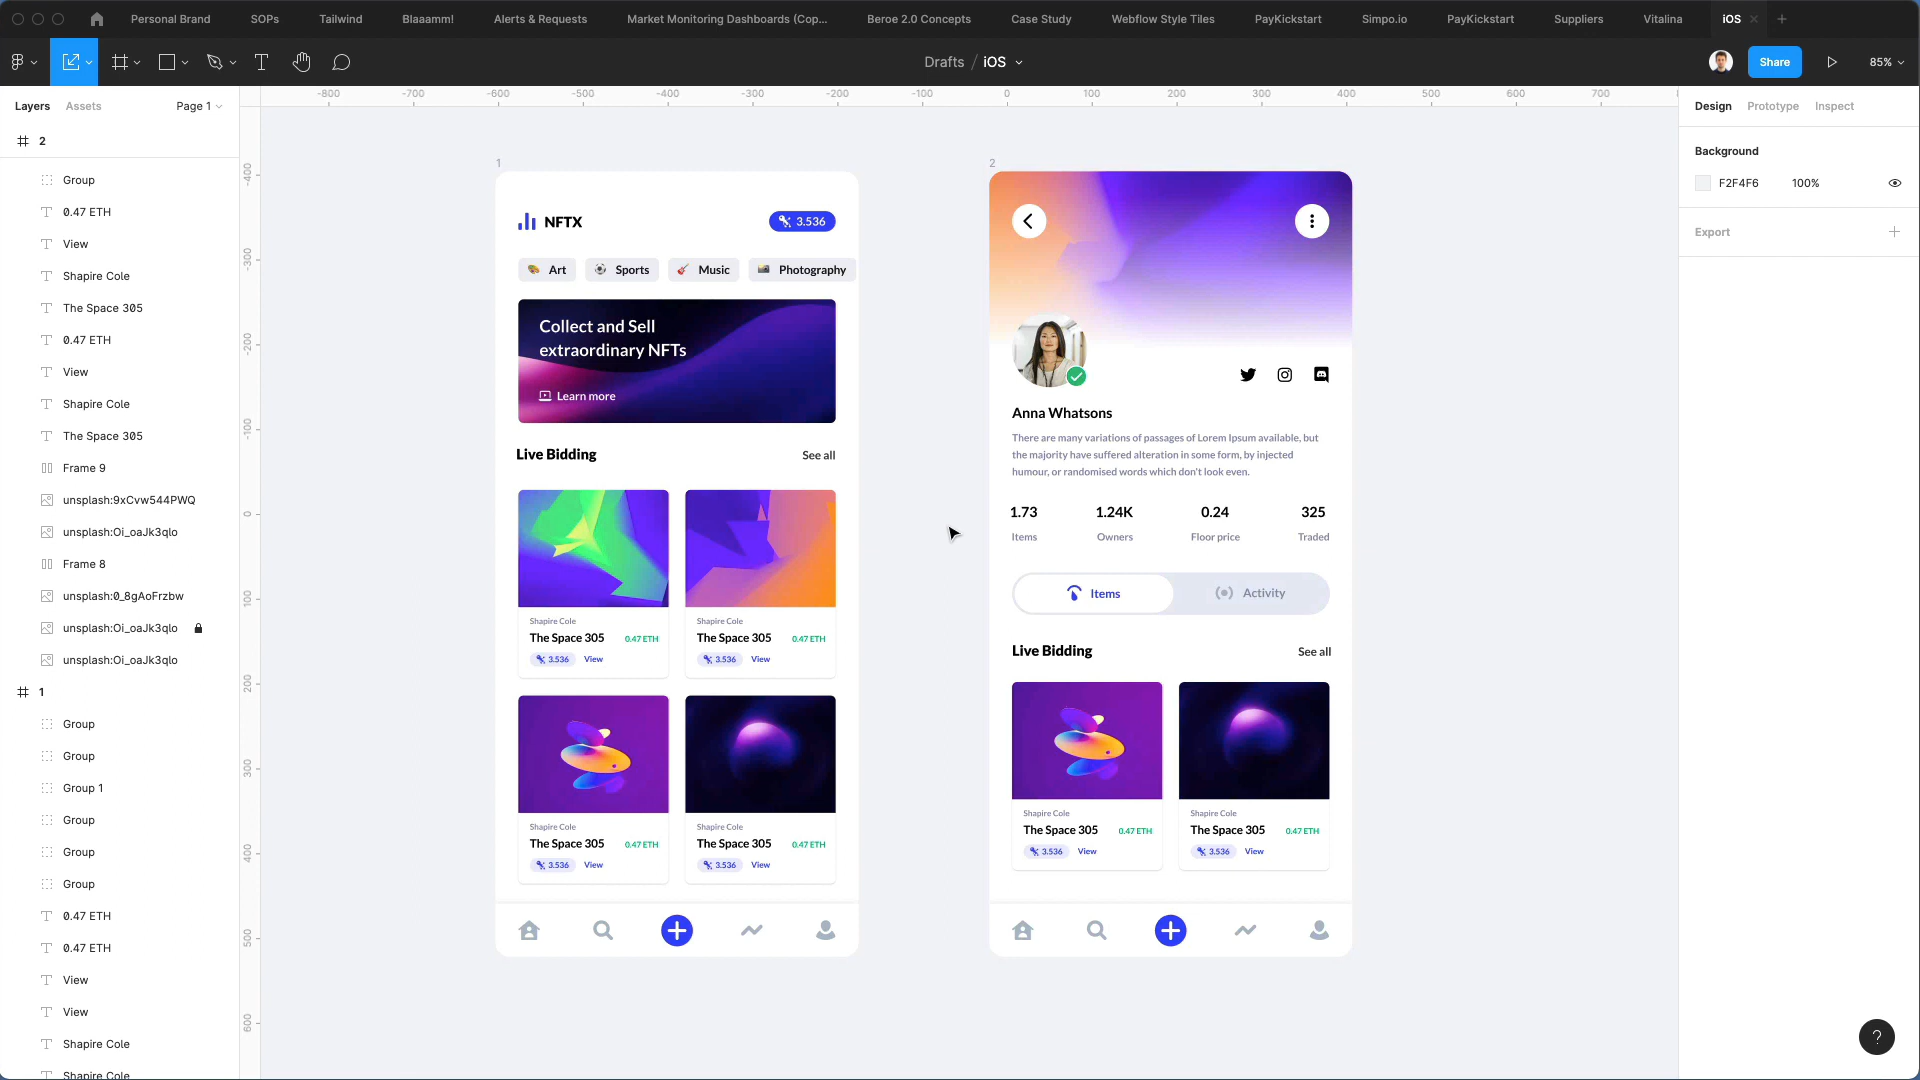 Personal Brand
SOPs
Tailwind
Blaaamm!
Alerts & Requests
Market Monitoring Dashboards (Cop...
Beroe 2.0 Concepts
Case Study
Webflow Style Tiles
PayKickstart
Simpo.io
PayKickstart
Suppliers
Vitalina
iOS
Drafts / iOS
Share
85%
Layers
Assets
Page 1
2
Group
0.47 ETH
View
Shapire Cole
The Space 305
0.47 ETH
View
Shapire Cole
The Space 305
Frame 9
unsplash:9xCvw544PWQ
unsplash:Oi_oaJk3qlo
Frame 8
unsplash:0_8gAoFrzbw
unsplash:Oi_oaJk3qlo
unsplash:Oi_oaJk3qlo
1
Group
Group
Group 1
Group
Group
Group
0.47 ETH
0.47 ETH
View
View
Shapire Cole
Shapire Cole
-800 -700 -600 -500 -400 -300 -200 -100 0 100 200 300 400 500 600 700
-400
-300
-200
-100
0
100
200
300
400
500
600
1
NFTX
3.536
Art
Sports
Music
Photography
Collect and Sell
extraordinary NFTs
Learn more
Live Bidding
See all
Shapire Cole
The Space 305 0.47 ETH
3.536 View
Shapire Cole
The Space 305 0.47 ETH
3.536 View
Shapire Cole
The Space 305 0.47 ETH
3.536 View
Shapire Cole
The Space 305 0.47 ETH
3.536 View
2
Anna Whatsons
There are many variations of passages of Lorem Ipsum available, but
the majority have suffered alteration in some form, by injected
humour, or randomised words which don't look even.
1.73 1.24K 0.24 325
Items Owners Floor price Traded
Items
Activity
Live Bidding
See all
Shapire Cole
The Space 305 0.47 ETH
3.536 View
Shapire Cole
The Space 305 0.47 ETH
3.536 View
Design
Prototype
Inspect
Background
F2F4F6 100%
Export
?